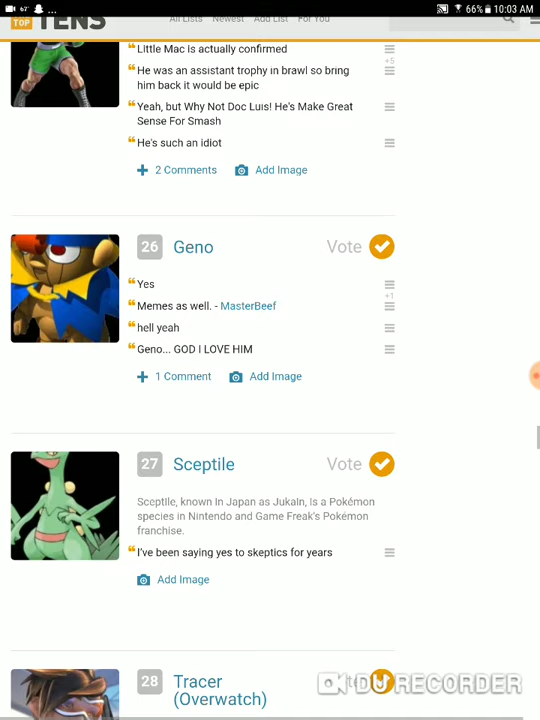 67° ... 66% 10:03 AM
TOP TENS All Lists Newest Add List For You
Little Mac is actually confirmed
+5
He was an assistant trophy in brawl so bring
him back it would be epic
Yeah, but Why Not Doc Luis! He's Make Great
Sense For Smash
He's such an idiot
2 Comments Add Image
26 Geno Vote
Yes
+1
Memes as well. - MasterBeef
hell yeah
Geno... GOD I LOVE HIM
1 Comment Add Image
27 Sceptile Vote
Sceptile, known in Japan as Jukain, is a Pokémon
species in Nintendo and Game Freak's Pokémon
franchise.
I've been saying yes to skeptics for years
Add Image
28 Tracer
(Overwatch)
DU RECORDER